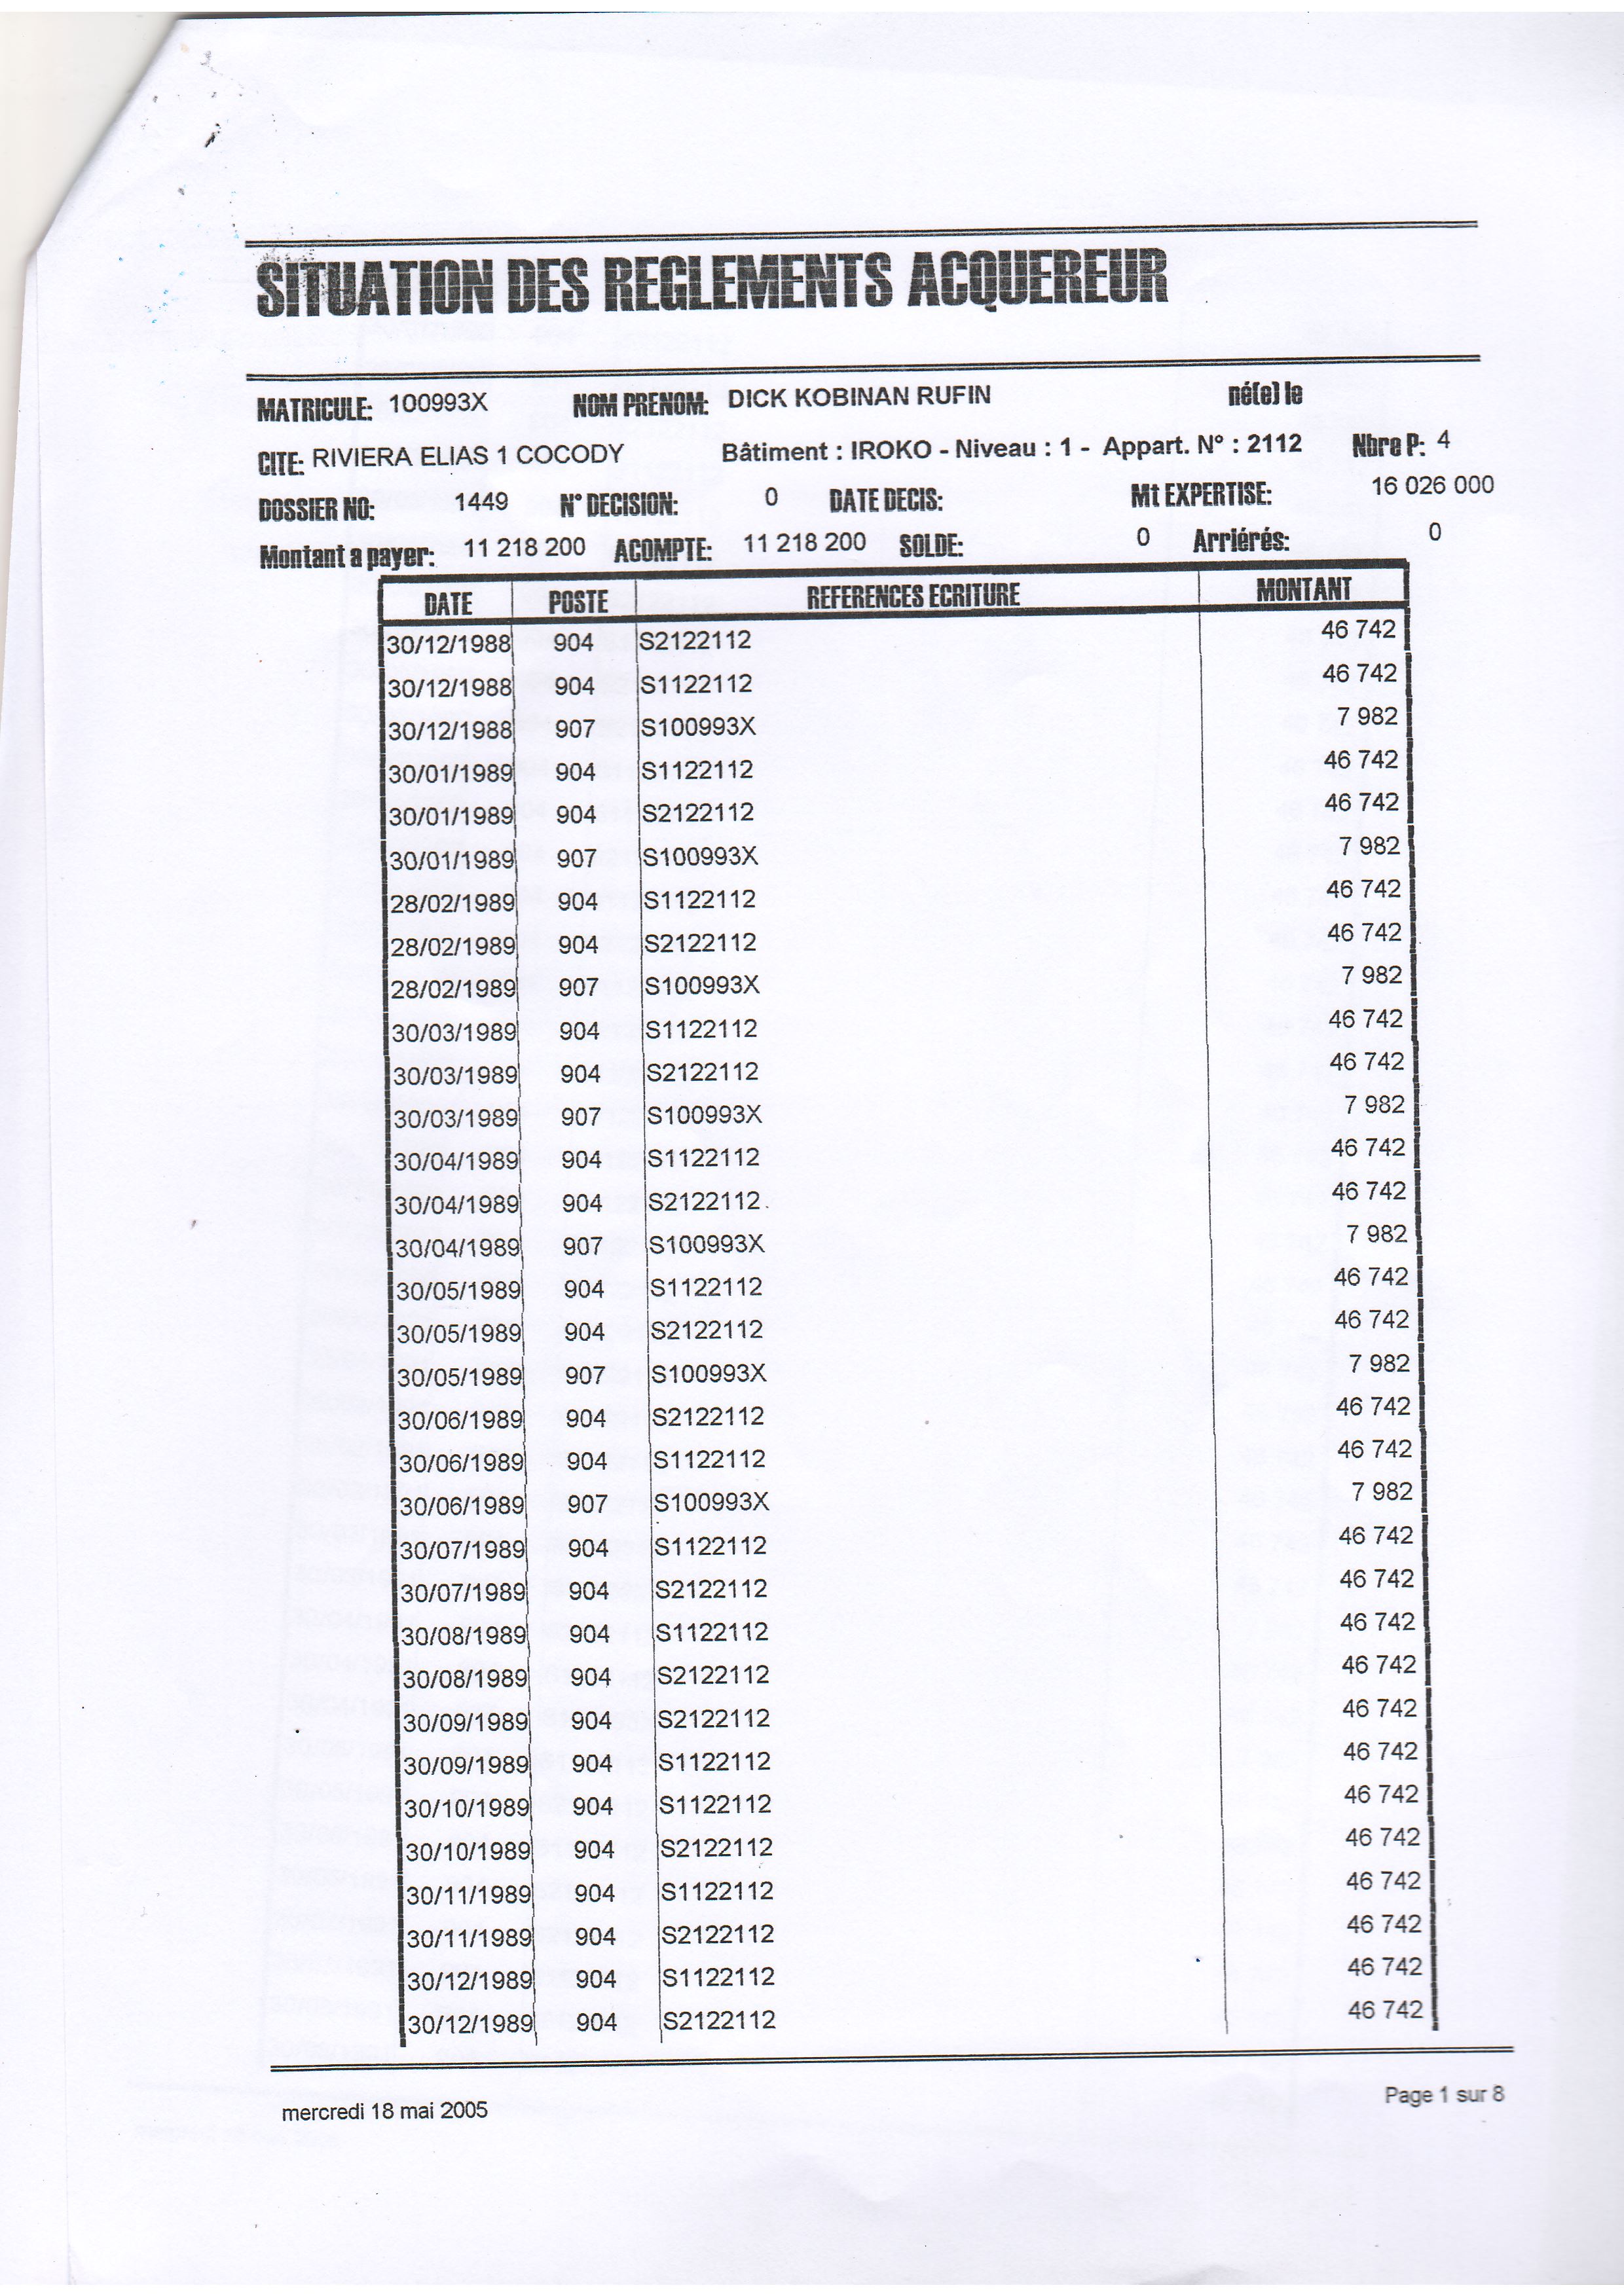 SITUATION DES REGLEMENTS ACQUEREUR
MATRICULE: 100993X NOM PRENOM: DICK KOBINAN RUFIN né(e) le
CITE: RIVIERA ELIAS 1 COCODY Bâtiment : IROKO - Niveau : 1 - Appart. N° : 2112 Nbre P: 4
DOSSIER NO: 1449 N° DECISION: 0 DATE DECIS: Mt EXPERTISE: 16 026 000
Montant a payer: 11 218 200 ACOMPTE: 11 218 200 SOLDE: 0 Arriérés: 0
DATE POSTE REFERENCES ECRITURE MONTANT
30/12/1988 904 S2122112 46 742
30/12/1988 904 S1122112 46 742
30/12/1988 907 S100993X 7 982
30/01/1989 904 S1122112 46 742
30/01/1989 904 S2122112 46 742
30/01/1989 907 S100993X 7 982
28/02/1989 904 S1122112 46 742
28/02/1989 904 S2122112 46 742
28/02/1989 907 S100993X 7 982
30/03/1989 904 S1122112 46 742
30/03/1989 904 S2122112 46 742
30/03/1989 907 S100993X 7 982
30/04/1989 904 S1122112 46 742
30/04/1989 904 S2122112 46 742
30/04/1989 907 S100993X 7 982
30/05/1989 904 S1122112 46 742
30/05/1989 904 S2122112 46 742
30/05/1989 907 S100993X 7 982
30/06/1989 904 S2122112 46 742
30/06/1989 904 S1122112 46 742
30/06/1989 907 S100993X 7 982
30/07/1989 904 S1122112 46 742
30/07/1989 904 S2122112 46 742
30/08/1989 904 S1122112 46 742
30/08/1989 904 S2122112 46 742
30/09/1989 904 S2122112 46 742
30/09/1989 904 S1122112 46 742
30/10/1989 904 S1122112 46 742
30/10/1989 904 S2122112 46 742
30/11/1989 904 S1122112 46 742
30/11/1989 904 S2122112 46 742
30/12/1989 904 S1122112 46 742
30/12/1989 904 S2122112 46 742
mercredi 18 mai 2005 Page 1 sur 8